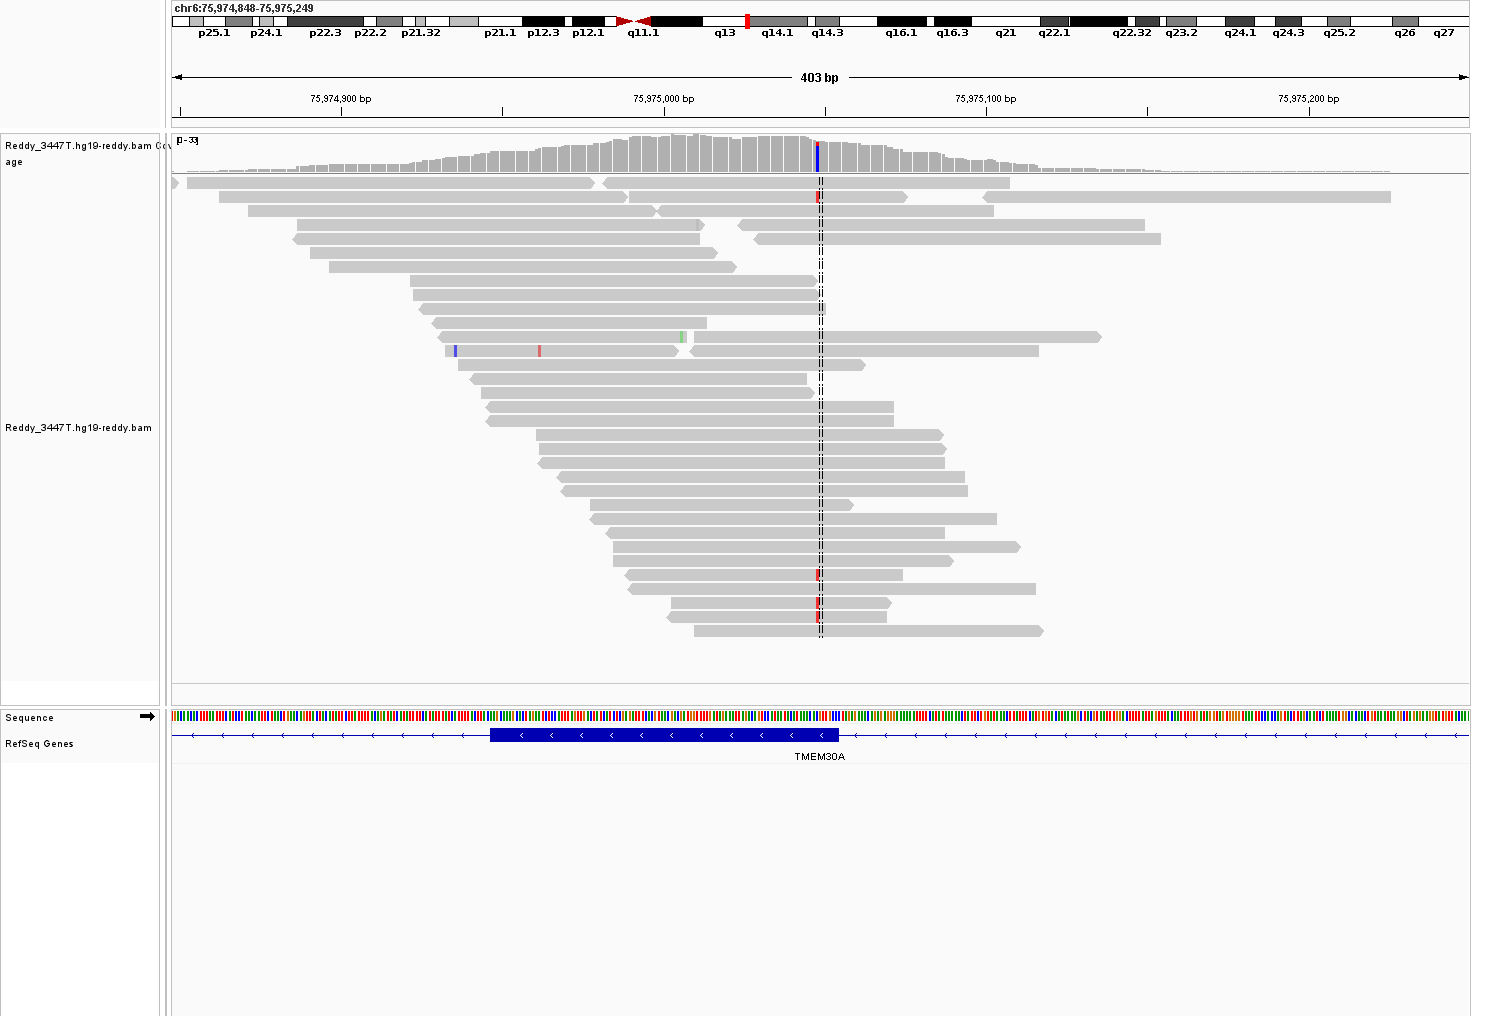 chr6:75,974,848-75,975,249
p25.1 p24.1 p22.3 p22.2 p21.32 p21.1 p12.3 p12.1 q11.1 q13 q14.1 q14.3 q16.1 q16.3 q21 q22.1 q22.32 q23.2 q24.1 q24.3 q25.2 q26 q27
403 bp
75,974,900 bp 75,975,000 bp 75,975,100 bp 75,975,200 bp
[0 - 33]
Reddy_3447T.hg19-reddy.bam Cov
age
Reddy_3447T.hg19-reddy.bam
Sequence
RefSeq Genes
TMEM30A